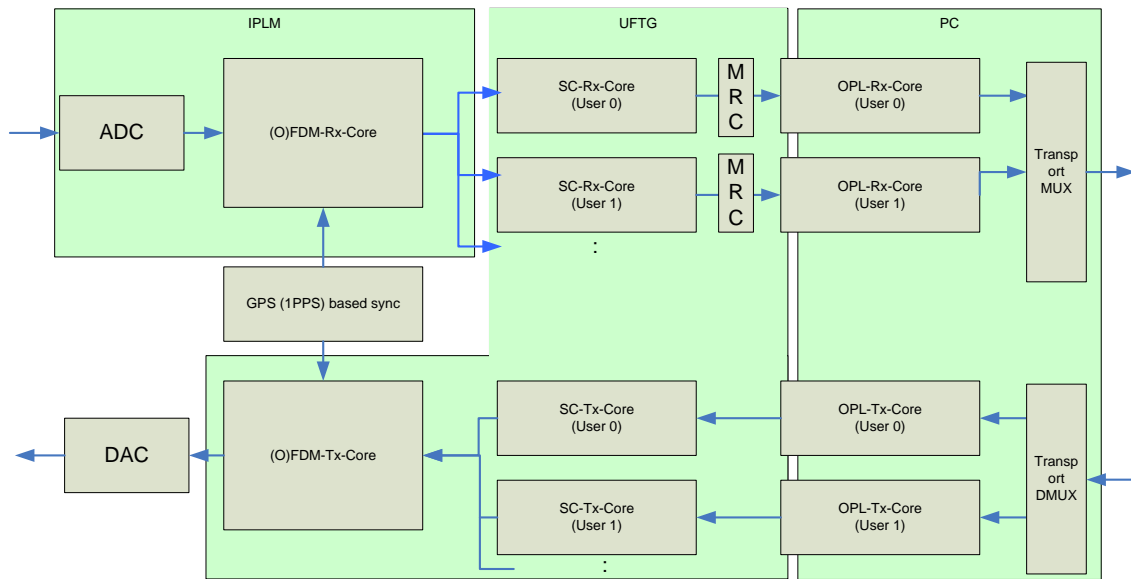 IPLM
UFTG
PC
ADC
(O)FDM-Rx-Core
SC-Rx-Core
(User 0)
M
R
C
OPL-Rx-Core
(User 0)
SC-Rx-Core
(User 1)
M
R
C
OPL-Rx-Core
(User 1)
Transp
ort
MUX
:
GPS (1PPS) based sync
DAC
(O)FDM-Tx-Core
SC-Tx-Core
(User 0)
OPL-Tx-Core
(User 0)
SC-Tx-Core
(User 1)
OPL-Tx-Core
(User 1)
Transp
ort
DMUX
: